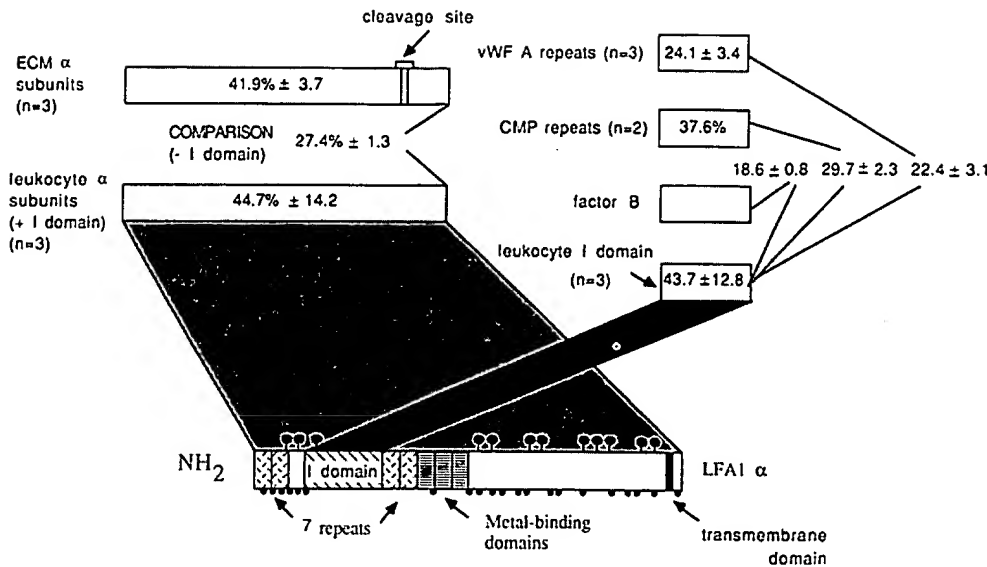 cleavage site
ECM α
subunits
(n=3)
41.9% ± 3.7
COMPARISON
(- I domain)
27.4% ± 1.3
leukocyte α
subunits
(+ I domain)
(n=3)
44.7% ± 14.2
vWF A repeats (n=3)
24.1 ± 3.4
CMP repeats (n=2)
37.6%
18.6 ± 0.8 29.7 ± 2.3 22.4 ± 3.1
factor B
leukocyte I domain
(n=3)
43.7 ± 12.8
NH2
I domain
LFA1 α
7 repeats
Metal-binding
domains
transmembrane
domain